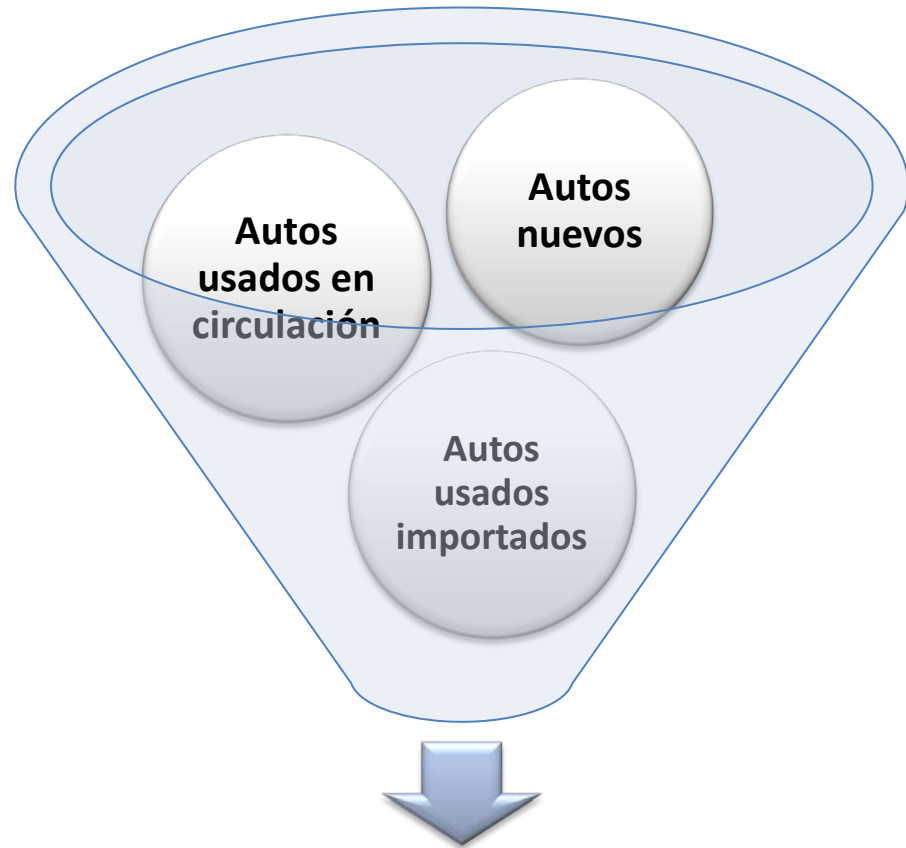 Autos
usados en
circulación
Autos
nuevos
Autos
usados
importados